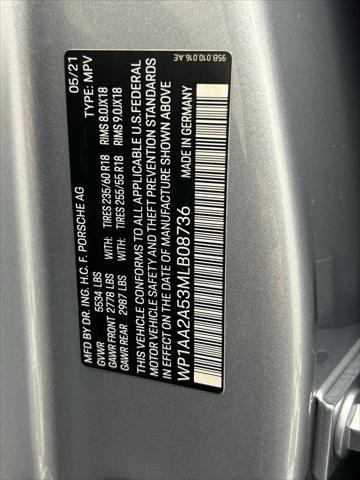 MFD. BY DR. ING. H.C. F. PORSCHE AG 05/21
GVWR 5534 LBS TYPE: MPV
GAWR FRONT 2778 LBS WITH: TIRES 235/60 R18 RIMS 8.0JX18
GAWR REAR 2987 LBS WITH: TIRES 255/55 R18 RIMS 9.0JX18
THIS VEHICLE CONFORMS TO ALL APPLICABLE U.S. FEDERAL
MOTOR VEHICLE SAFETY AND THEFT PREVENTION STANDARDS
IN EFFECT ON THE DATE OF MANUFACTURE SHOWN ABOVE
WP1AA2A53MLB08736
95B.010.016.AE